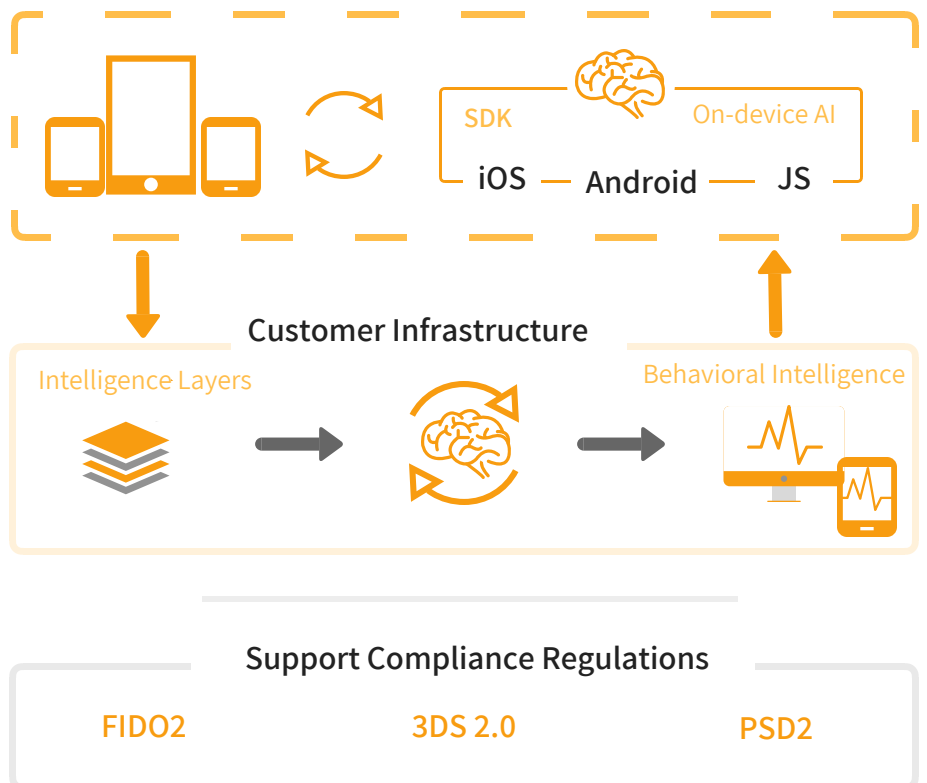 SDK
On-device AI
iOS
Android
JS
Customer Infrastructure
Intelligence Layers
Behavioral Intelligence
Support Compliance Regulations
FIDO2
3DS 2.0
PSD2